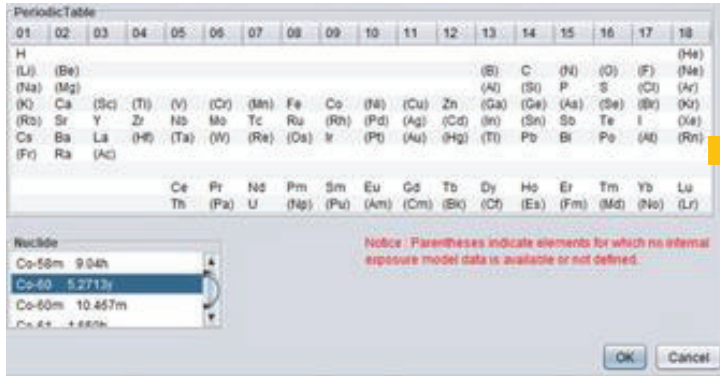 PeriodicTable
01 02 03 04 05 06 07 08 09 10 11 12 13 14 15 16 17 18
H (He)
(Li) (Be) (B) C (N) (O) (F) (Ne)
(Na) (Mg) (Al) (Si) P S (Cl) (Ar)
(K) Ca (Sc) (Ti) (V) (Cr) (Mn) Fe Co (Ni) (Cu) Zn (Ga) (Ge) (As) (Se) (Br) (Kr)
(Rb) Sr Y Zr Nb Mo Tc Ru (Rh) (Pd) (Ag) (Cd) (In) (Sn) Sb Te I (Xe)
Cs Ba La (Hf) (Ta) (W) (Re) (Os) Ir (Pt) (Au) (Hg) (Tl) Pb Bi Po (At) (Rn)
(Fr) Ra (Ac)
Ce Pr Nd Pm Sm Eu Gd Tb Dy Ho Er Tm Yb Lu
Th (Pa) U (Np) (Pu) (Am) (Cm) (Bk) (Cf) (Es) (Fm) (Md) (No) (Lr)
Nuclide
Co-58m 9.04h
Co-60 5.2713y
Co-60m 10.467m
Co-61 1.650h
Notice : Parentheses indicate elements for which no internal
exposure model data is available or not defined.
OK Cancel